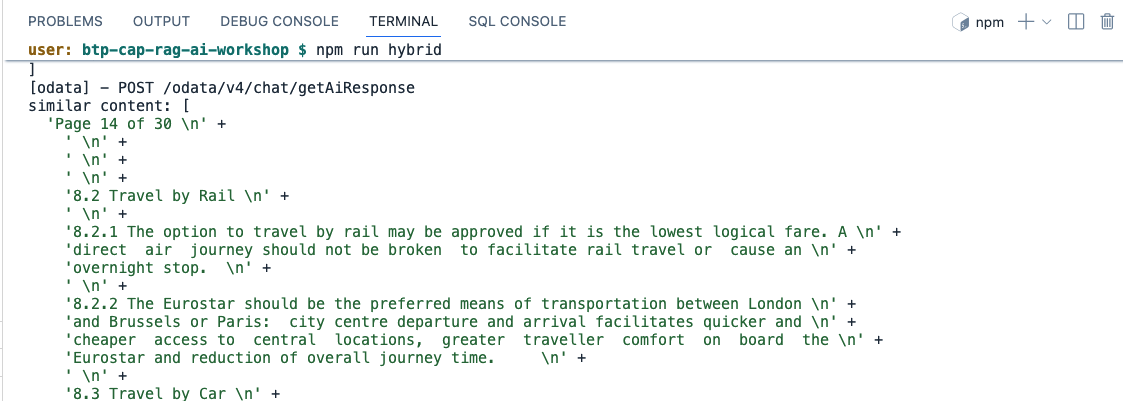 PROBLEMS OUTPUT DEBUG CONSOLE TERMINAL SQL CONSOLE npm
user: btp-cap-rag-ai-workshop $ npm run hybrid
]
[odata] - POST /odata/v4/chat/getAiResponse
similar content: [
  'Page 14 of 30 \n' +
    ' \n' +
    ' \n' +
    ' \n' +
    '8.2 Travel by Rail \n' +
    ' \n' +
    '8.2.1 The option to travel by rail may be approved if it is the lowest logical fare. A \n' +
    'direct  air  journey should not be broken  to facilitate rail travel or  cause an \n' +
    'overnight stop.  \n' +
    ' \n' +
    '8.2.2 The Eurostar should be the preferred means of transportation between London \n' +
    'and Brussels or Paris:  city centre departure and arrival facilitates quicker and \n' +
    'cheaper  access to  central  locations,  greater  traveller  comfort  on  board  the \n' +
    'Eurostar and reduction of overall journey time.     \n' +
    ' \n' +
    '8.3 Travel by Car \n' +